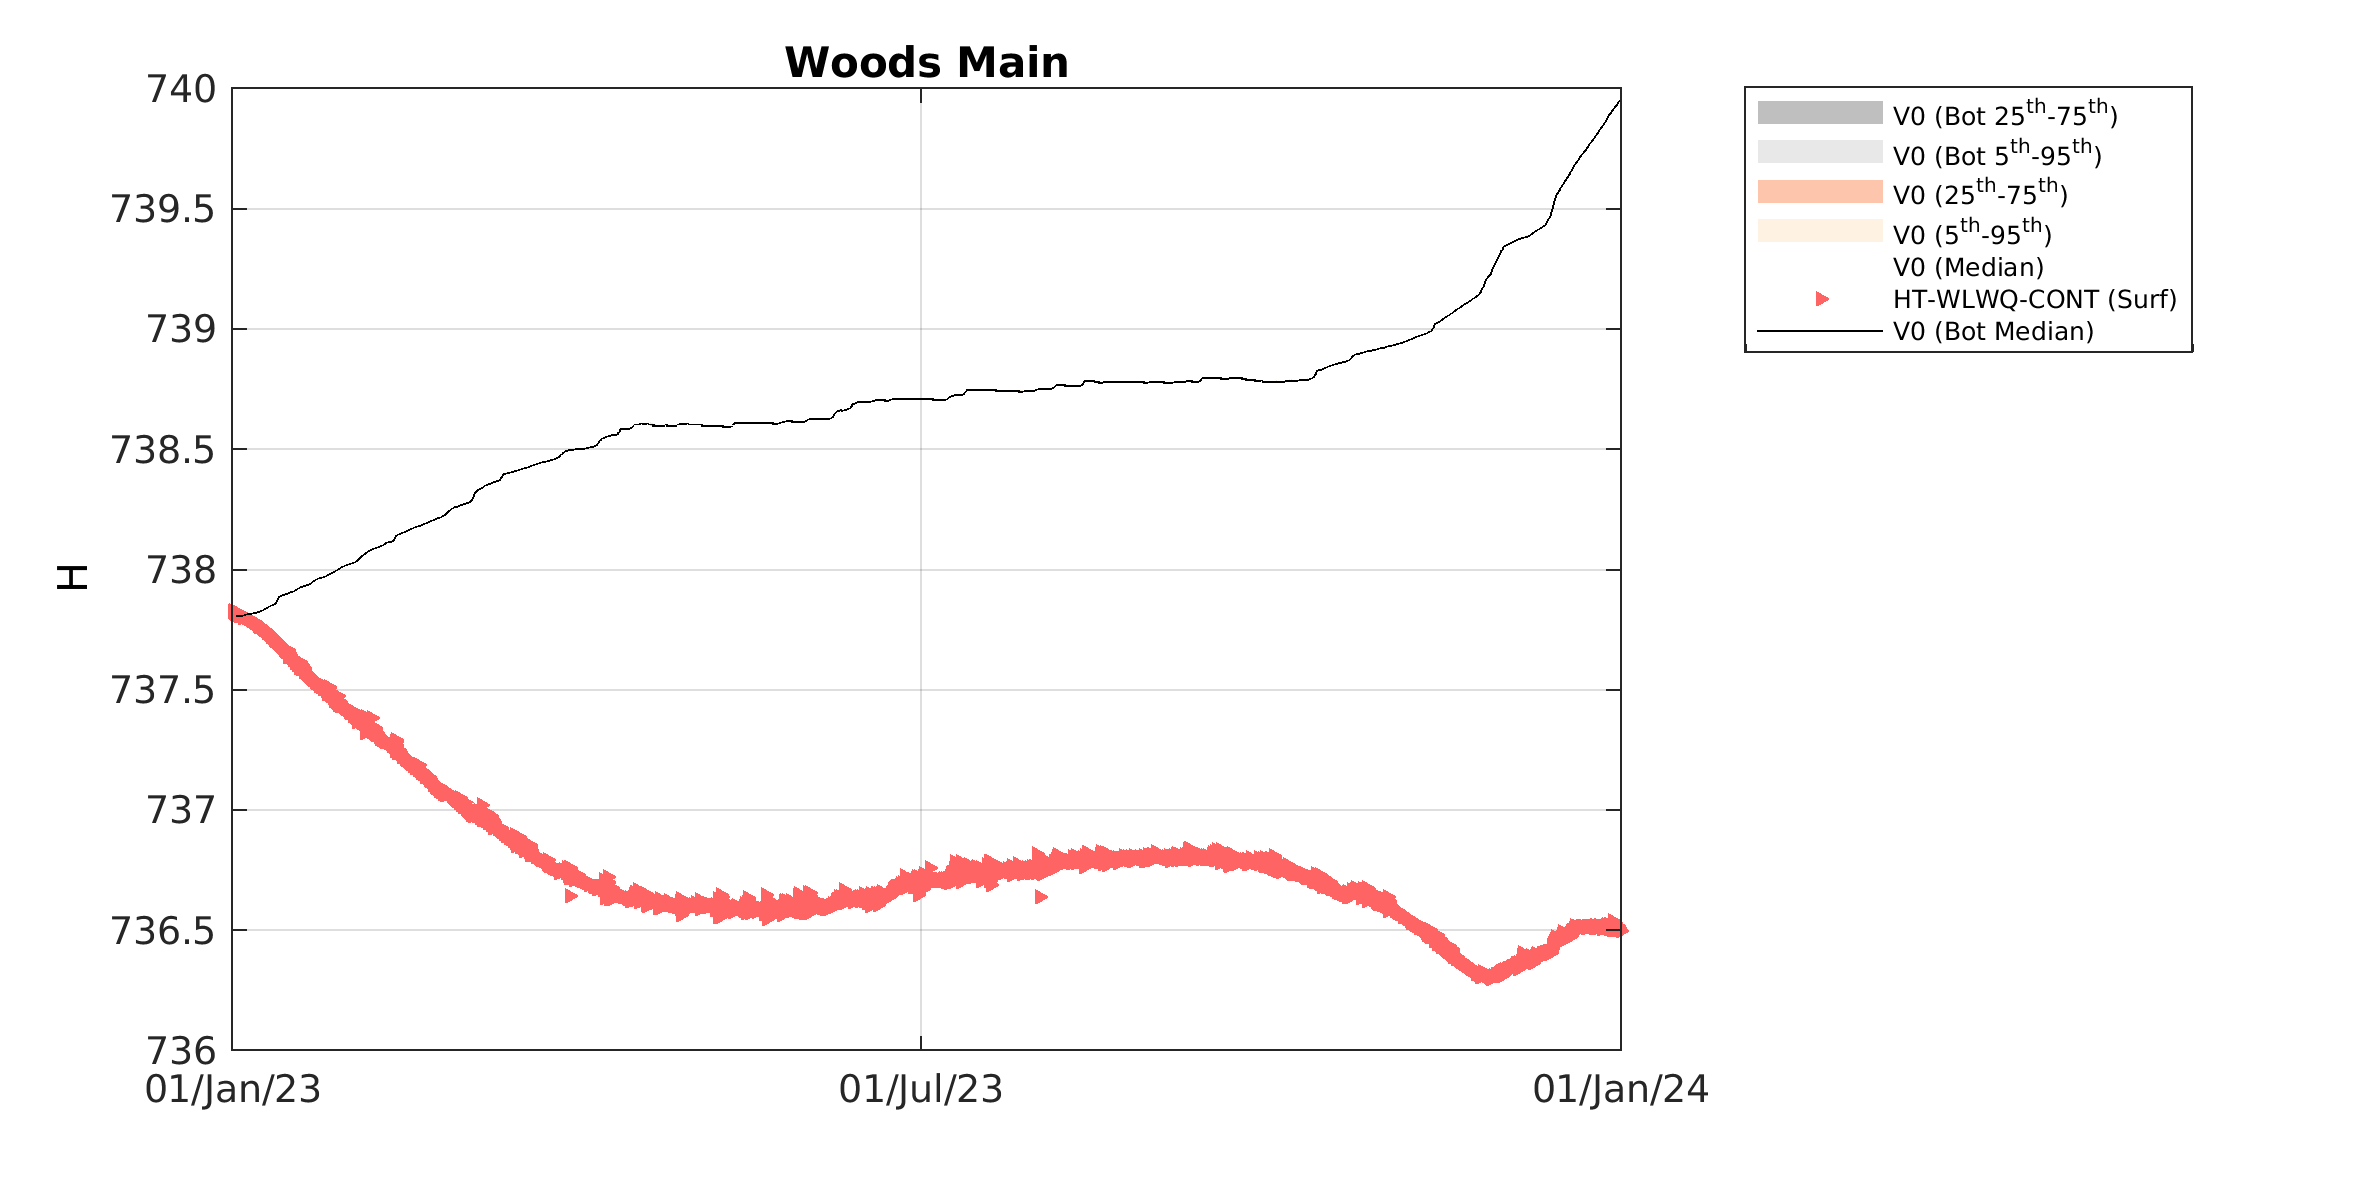 Woods Main
740
739.5
739
738.5
738
737.5
737
736.5
736
H
01/Jan/23
01/Jul/23
01/Jan/24
V0 (Bot 25th-75th)
V0 (Bot 5th-95th)
V0 (25th-75th)
V0 (5th-95th)
V0 (Median)
HT-WLWQ-CONT (Surf)
V0 (Bot Median)